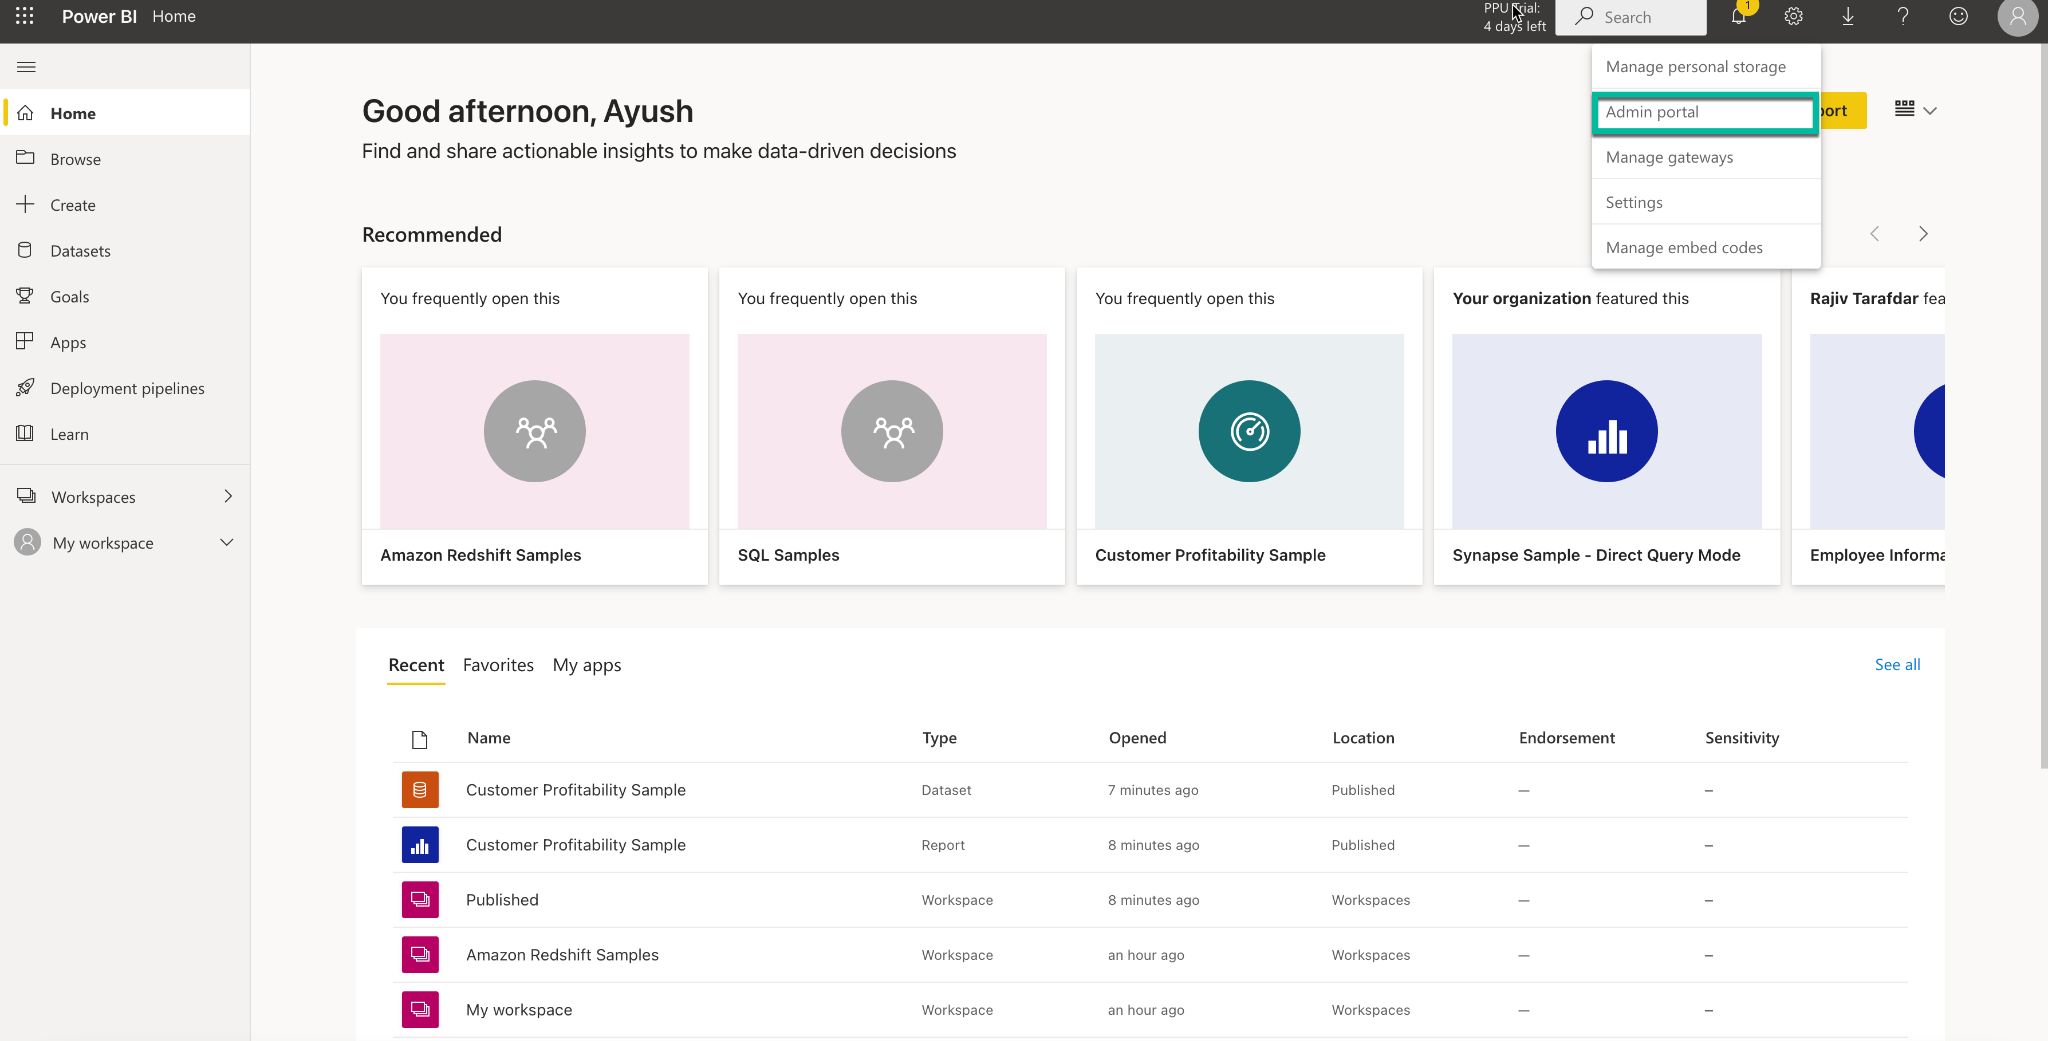 Power BI Home
PPU Trial:
4 days left
Search
1
Manage personal storage
Admin portal
Manage gateways
Settings
Manage embed codes
port
Home
Browse
Create
Datasets
Goals
Apps
Deployment pipelines
Learn
Workspaces
My workspace
Good afternoon, Ayush
Find and share actionable insights to make data-driven decisions
Recommended
You frequently open this
Amazon Redshift Samples
You frequently open this
SQL Samples
You frequently open this
Customer Profitability Sample
Your organization featured this
Synapse Sample - Direct Query Mode
Rajiv Tarafdar fea
Employee Informa
Recent Favorites My apps
See all
Name Type Opened Location Endorsement Sensitivity
Customer Profitability Sample Dataset 7 minutes ago Published — –
Customer Profitability Sample Report 8 minutes ago Published — –
Published Workspace 8 minutes ago Workspaces — –
Amazon Redshift Samples Workspace an hour ago Workspaces — –
My workspace Workspace an hour ago Workspaces — –